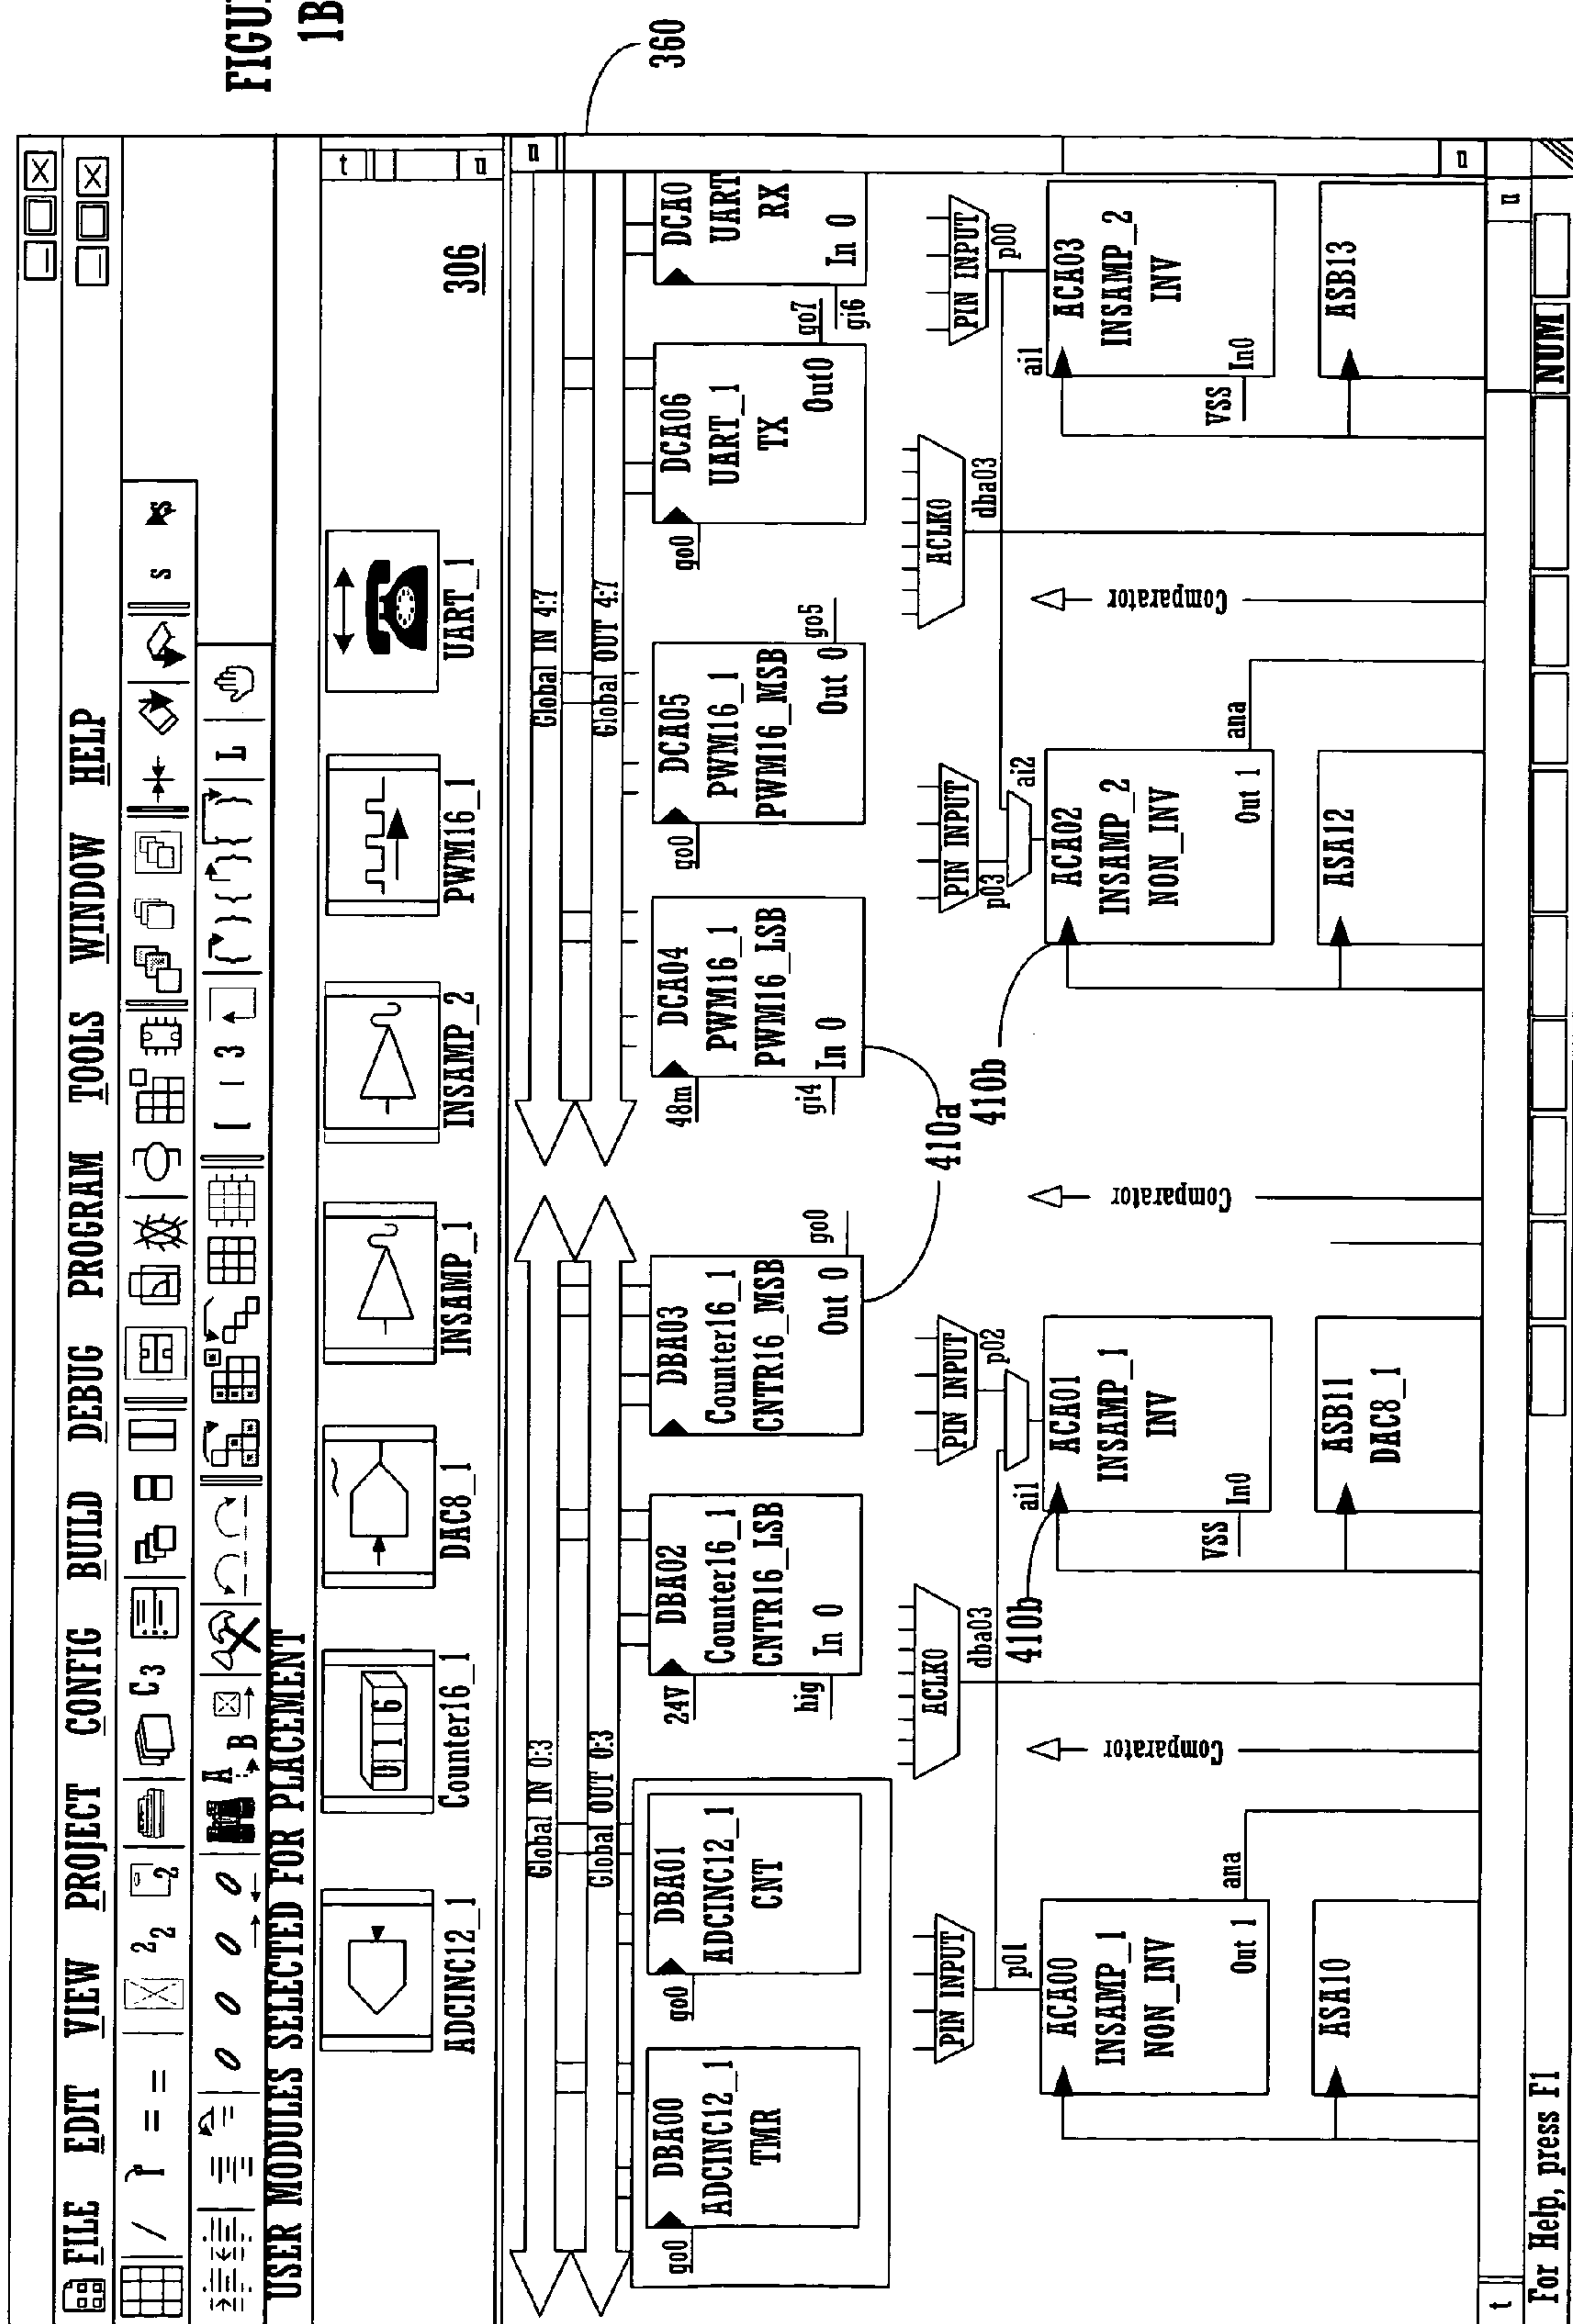 FIGU
1B
FILE EDIT VIEW PROJECT CONFIG BUILD DEBUG PROGRAM TOOLS WINDOW HELP
USER MODULES SELECTED FOR PLACEMENT
306
ADCINC12_1
Counter16_1
DAC8_1
INSAMP_1
INSAMP_2
PWM16_1
UART_1
360
Global IN 0:3
Global OUT 0:3
Global IN 4:7
Global OUT 4:7
go0
DBA00
ADCINC12_1
TMR
go0
DBA01
ADCINC12_1
CNT
24V
hig
DBA02
Counter16_1
CNTR16_LSB
In 0
DBA03
Counter16_1
CNTR16_MSB
Out 0
go0
410a
48m
gi4
DCA04
PWM16_1
PWM16_LSB
In 0
go0
DCA05
PWM16_1
PWM16_MSB
Out 0
go5
go0
DCA06
UART_1
TX
Out0
go7
gi6
DCA0
UART
RX
In 0
PIN INPUT
p01
ACLK0
dba03
PIN INPUT
p02
ai1
410b
PIN INPUT
p03
ai2
410b
ACLK0
dba03
PIN INPUT
p00
ai1
ACA00
INSAMP_1
NON_INV
Out 1
ana
Comparator
ACA01
INSAMP_1
INV
VSS
In0
Comparator
ACA02
INSAMP_2
NON_INV
Out 1
ana
Comparator
ACA03
INSAMP_2
INV
VSS
In0
ASA10
ASB11
DAC8_1
ASA12
ASB13
For Help, press F1
NUM